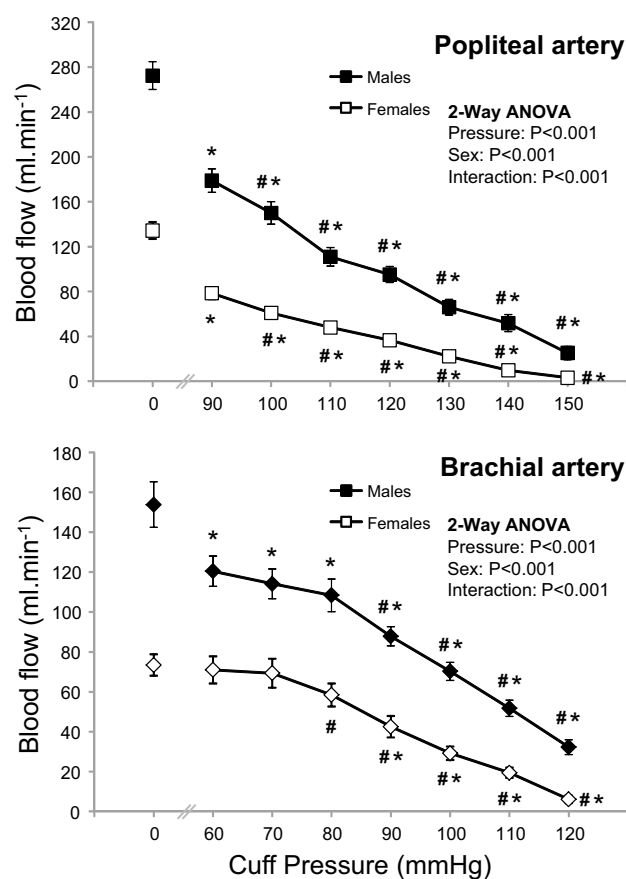 Popliteal artery
Blood flow (ml.min⁻¹)
320
280
240
200
160
120
80
40
0
Males
Females
2-Way ANOVA
Pressure: P<0.001
Sex: P<0.001
Interaction: P<0.001
*
#*
#*
#*
#*
#*
#*
*
#*
#*
#*
#*
#*
#*
0 90 100 110 120 130 140 150
Brachial artery
Blood flow (ml.min⁻¹)
180
160
140
120
100
80
60
40
20
0
Males
Females
2-Way ANOVA
Pressure: P<0.001
Sex: P<0.001
Interaction: P<0.001
*
*
*
#*
#*
#*
#*
#
#*
#*
#*
#*
0 60 70 80 90 100 110 120
Cuff Pressure (mmHg)